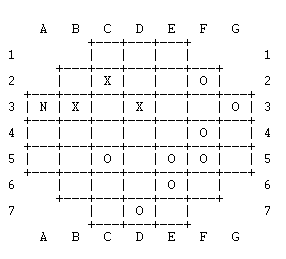 A B C D E F G
+---+---+---+
1 | | | | 1
+---+---+---+---+---+
2 | | X | | | O | 2
+---+---+---+---+---+---+---+
3 | N | X | | X | | | O | 3
+---+---+---+---+---+---+---+
4 | | | | | | O | | 4
+---+---+---+---+---+---+---+
5 | | | O | | O | O | | 5
+---+---+---+---+---+---+---+
6 | | | | O | | 6
+---+---+---+---+---+
7 | | O | | 7
+---+---+---+
A B C D E F G